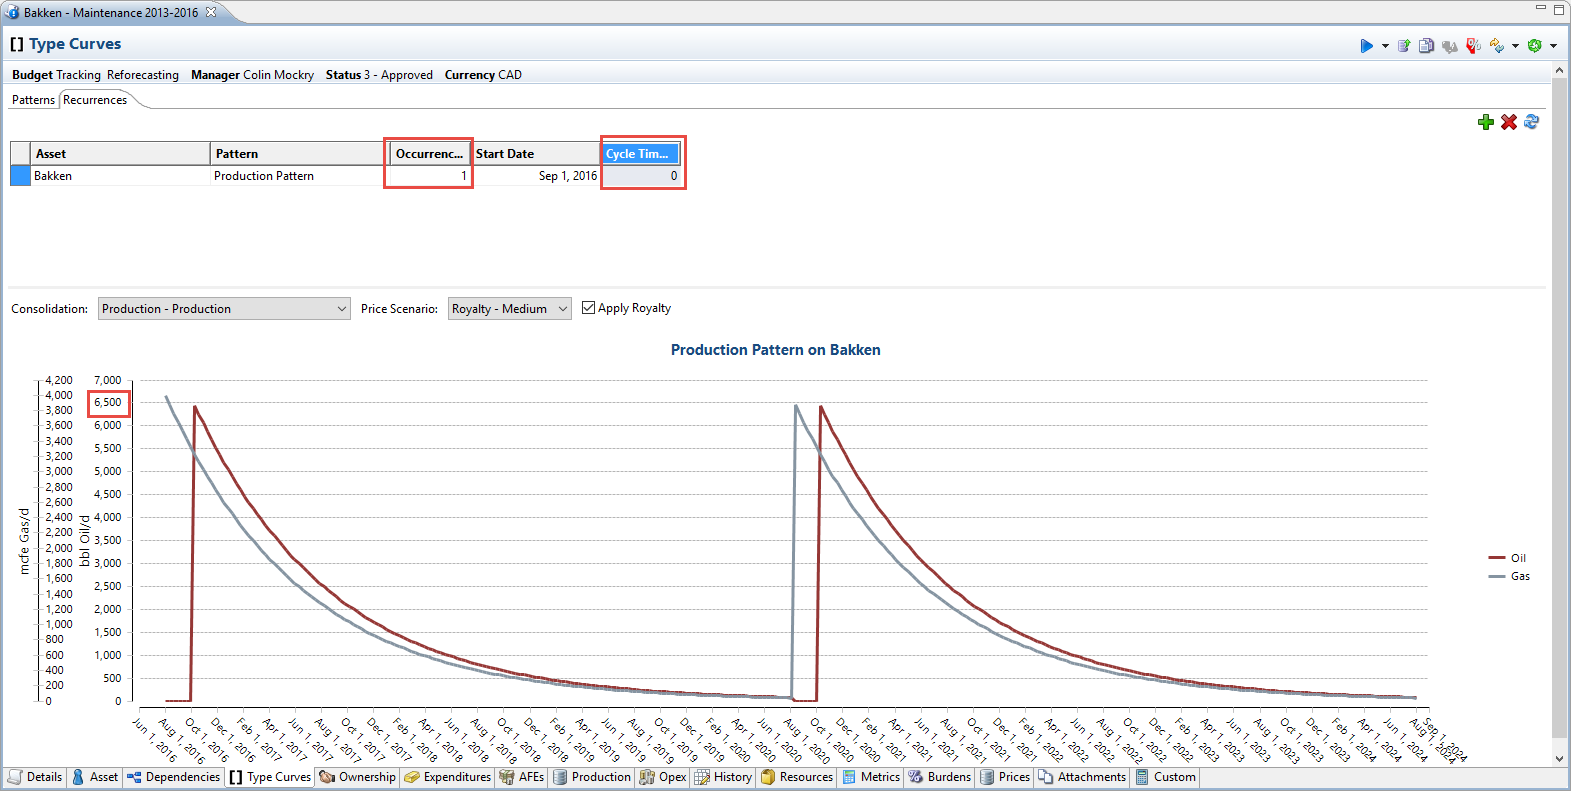 Bakken - Maintenance 2013-2016
[] Type Curves
Budget Tracking Reforecasting Manager Colin Mockry Status 3 - Approved Currency CAD
Patterns Recurrences
Asset Pattern Occurrenc... Start Date Cycle Tim...
Bakken Production Pattern 1 Sep 1, 2016 0
Consolidation: Production - Production Price Scenario: Royalty - Medium Apply Royalty
Production Pattern on Bakken
mcfe Gas/d
4,200
4,000
3,800
3,600
3,400
3,200
3,000
2,800
2,600
2,400
2,200
2,000
1,800
1,600
1,400
1,200
1,000
800
600
400
200
0
bbl Oil/d
7,000
6,500
6,000
5,500
5,000
4,500
4,000
3,500
3,000
2,500
2,000
1,500
1,000
500
0
Oil
Gas
Jun 1, 2016
Aug 1, 2016
Oct 1, 2016
Dec 1, 2016
Feb 1, 2017
Apr 1, 2017
Jun 1, 2017
Aug 1, 2017
Oct 1, 2017
Dec 1, 2017
Feb 1, 2018
Apr 1, 2018
Jun 1, 2018
Aug 1, 2018
Oct 1, 2018
Dec 1, 2018
Feb 1, 2019
Apr 1, 2019
Jun 1, 2019
Aug 1, 2019
Oct 1, 2019
Dec 1, 2019
Feb 1, 2020
Apr 1, 2020
Jun 1, 2020
Aug 1, 2020
Oct 1, 2020
Dec 1, 2020
Feb 1, 2021
Apr 1, 2021
Jun 1, 2021
Aug 1, 2021
Oct 1, 2021
Dec 1, 2021
Feb 1, 2022
Apr 1, 2022
Jun 1, 2022
Aug 1, 2022
Oct 1, 2022
Dec 1, 2022
Feb 1, 2023
Apr 1, 2023
Jun 1, 2023
Aug 1, 2023
Oct 1, 2023
Dec 1, 2023
Feb 1, 2024
Apr 1, 2024
Jun 1, 2024
Aug 1, 2024
Sep 1, 2024
Details Asset Dependencies [] Type Curves Ownership Expenditures AFEs Production Opex History Resources Metrics Burdens Prices Attachments Custom